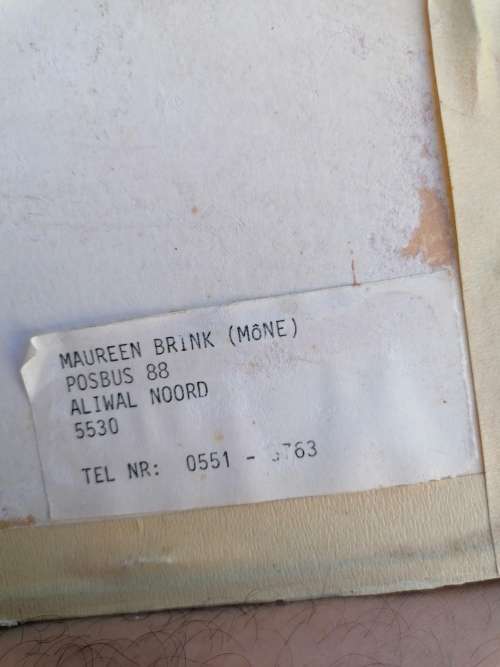 MAUREEN BRINK (MôNE)
POSBUS 88
ALIWAL NOORD
5530
TEL NR: 0551 -